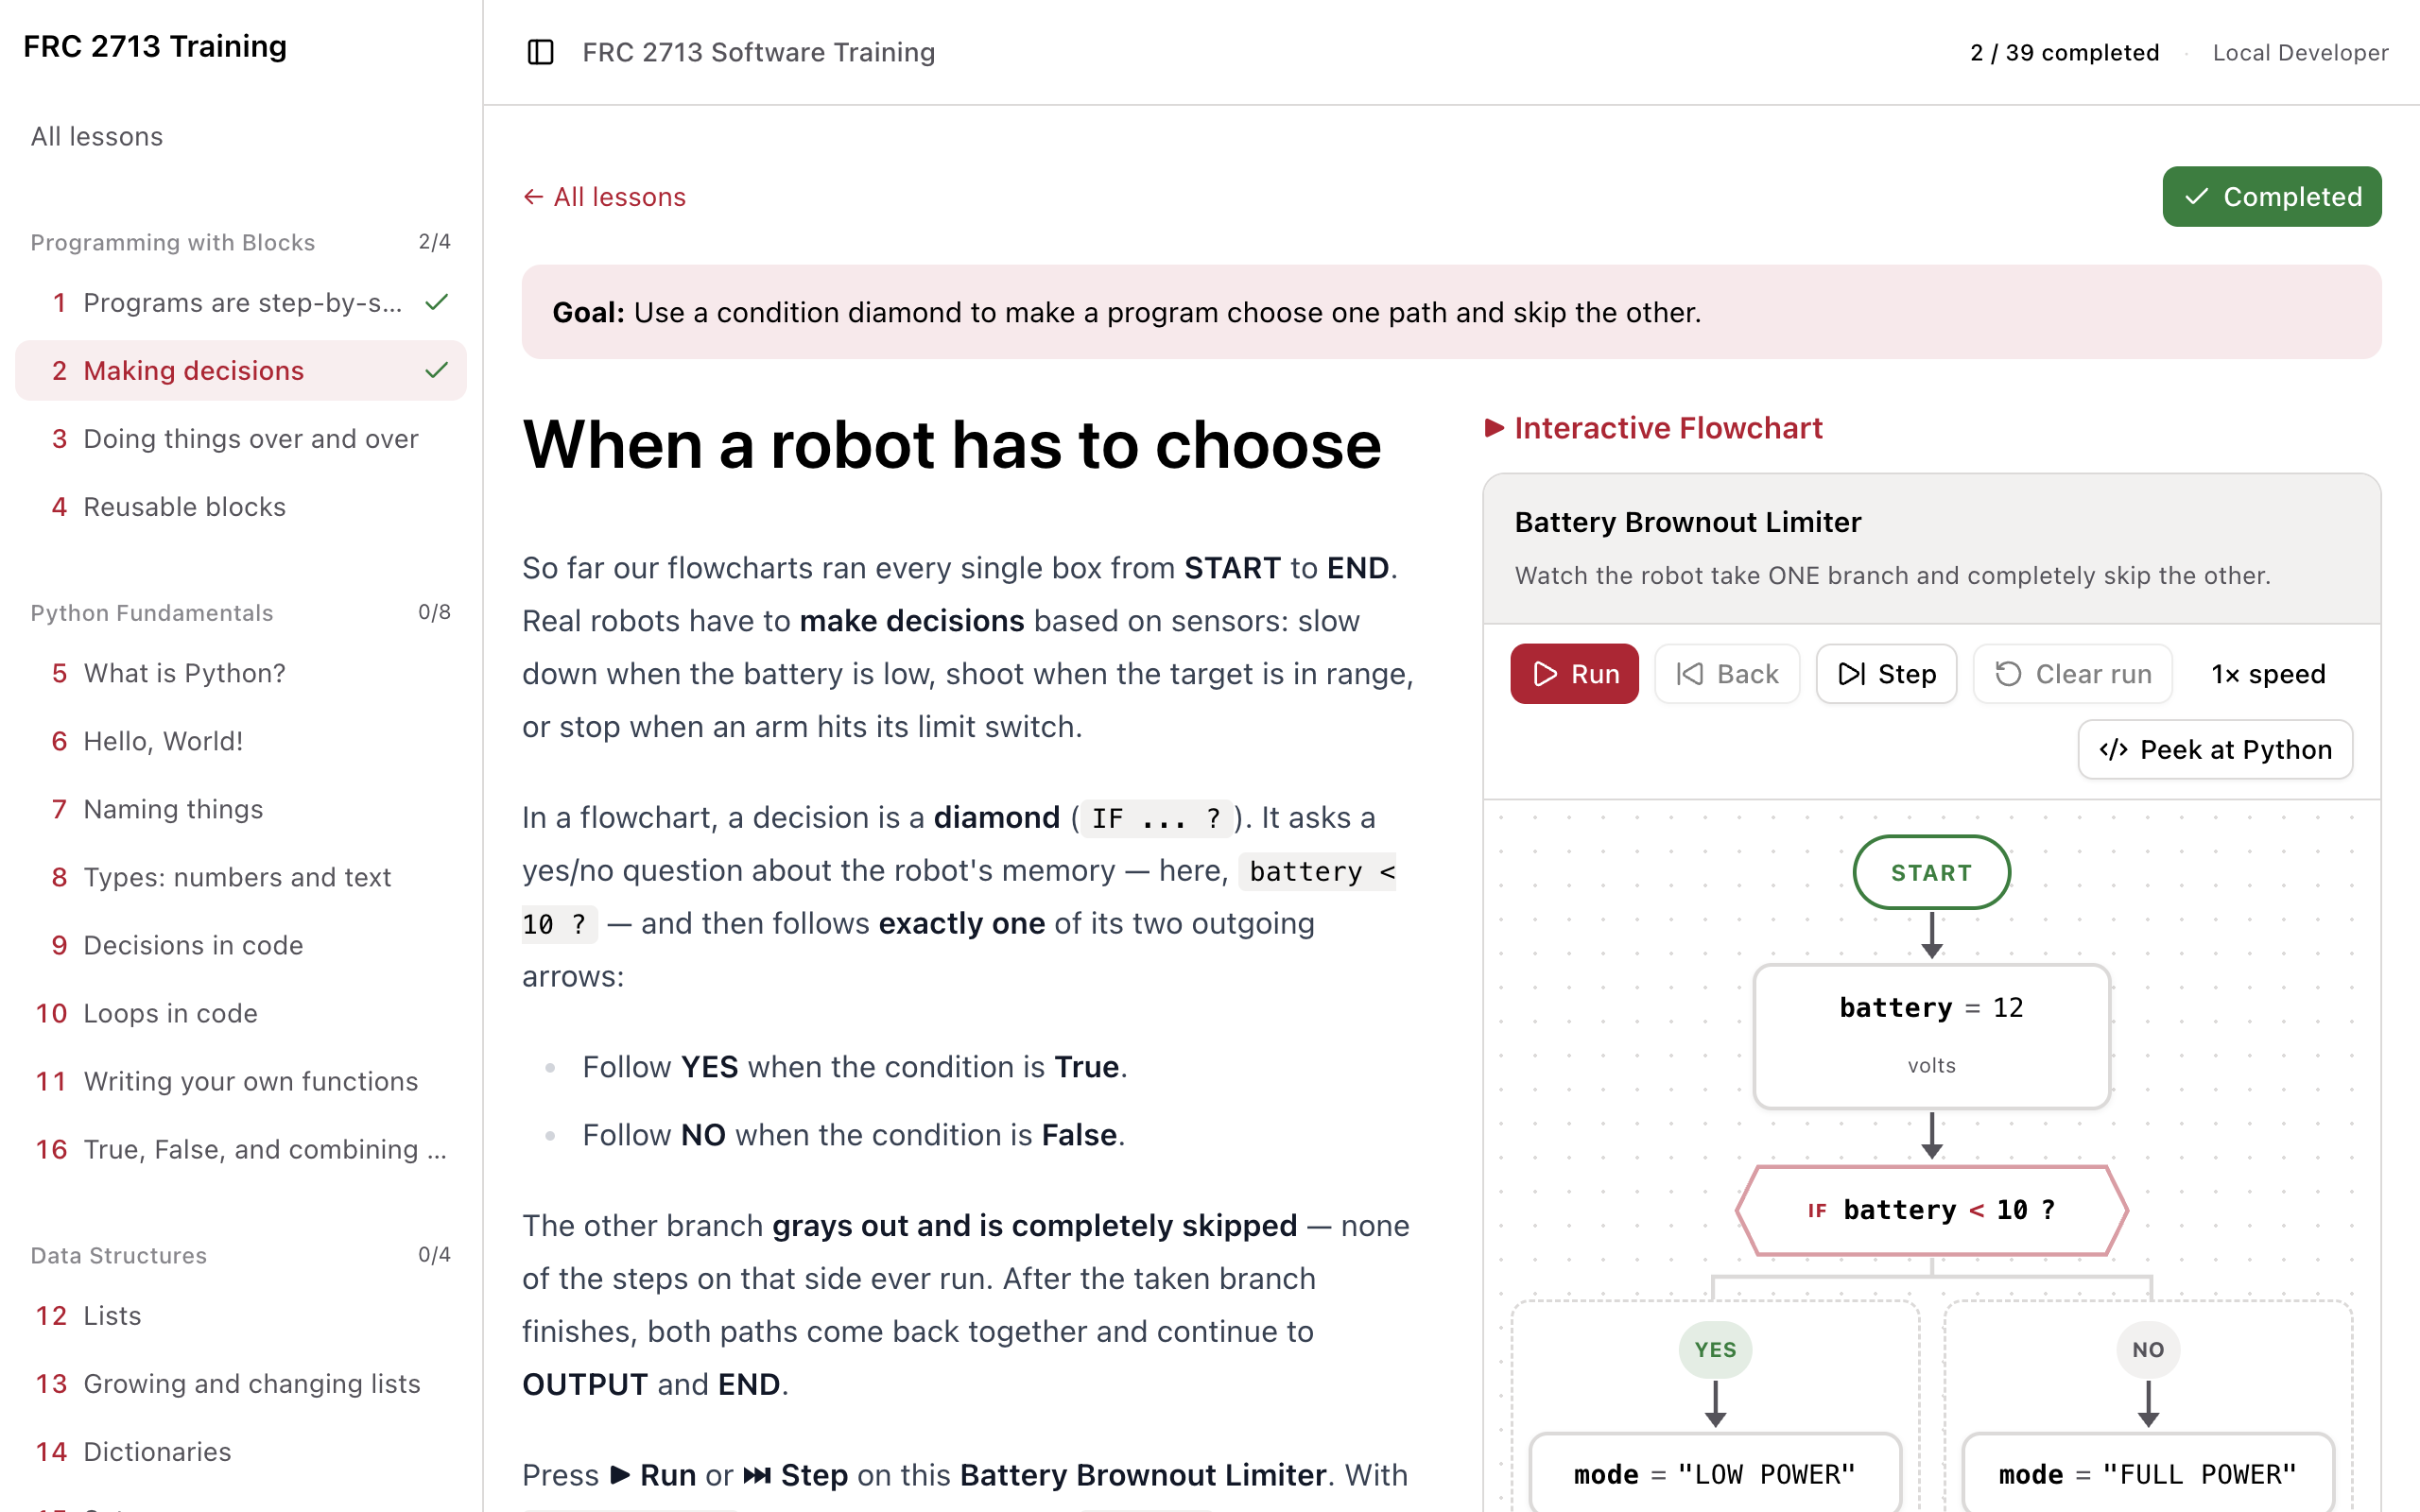 FRC 2713 Training
All lessons
Programming with Blocks 2/4
1 Programs are step-by-s...
2 Making decisions
3 Doing things over and over
4 Reusable blocks
Python Fundamentals 0/8
5 What is Python?
6 Hello, World!
7 Naming things
8 Types: numbers and text
9 Decisions in code
10 Loops in code
11 Writing your own functions
16 True, False, and combining ...
Data Structures 0/4
12 Lists
13 Growing and changing lists
14 Dictionaries
FRC 2713 Software Training
2 / 39 completed · Local Developer
← All lessons
Completed
Goal: Use a condition diamond to make a program choose one path and skip the other.
When a robot has to choose
So far our flowcharts ran every single box from START to END.
Real robots have to make decisions based on sensors: slow
down when the battery is low, shoot when the target is in range,
or stop when an arm hits its limit switch.
In a flowchart, a decision is a diamond (IF ... ?). It asks a
yes/no question about the robot's memory — here, battery <
10 ? — and then follows exactly one of its two outgoing
arrows:
Follow YES when the condition is True.
Follow NO when the condition is False.
The other branch grays out and is completely skipped — none
of the steps on that side ever run. After the taken branch
finishes, both paths come back together and continue to
OUTPUT and END.
Press ▶ Run or ⏭ Step on this Battery Brownout Limiter. With
▶ Interactive Flowchart
Battery Brownout Limiter
Watch the robot take ONE branch and completely skip the other.
Run Back Step Clear run 1× speed
</> Peek at Python
START
battery = 12
volts
IF battery < 10 ?
YES NO
mode = "LOW POWER" mode = "FULL POWER"